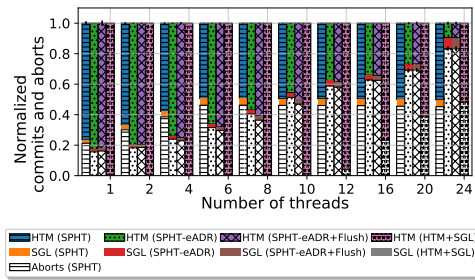 Normalized
commits and aborts
1.0
0.8
0.6
0.4
0.2
0.0
1 2 4 6 8 10 12 16 20 24
Number of threads
HTM (SPHT) HTM (SPHT-eADR) HTM (SPHT-eADR+Flush) HTM (HTM+SGL)
SGL (SPHT) SGL (SPHT-eADR) SGL (SPHT-eADR+Flush) SGL (HTM+SGL)
Aborts (SPHT)